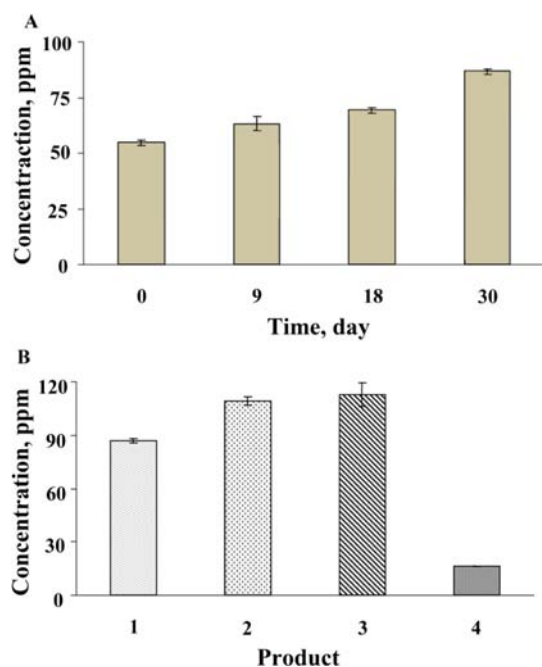 A
Concentraction, ppm
100
75
50
25
0
0 9 18 30
Time, day
B
Concentration, ppm
120
90
60
30
0
1 2 3 4
Product